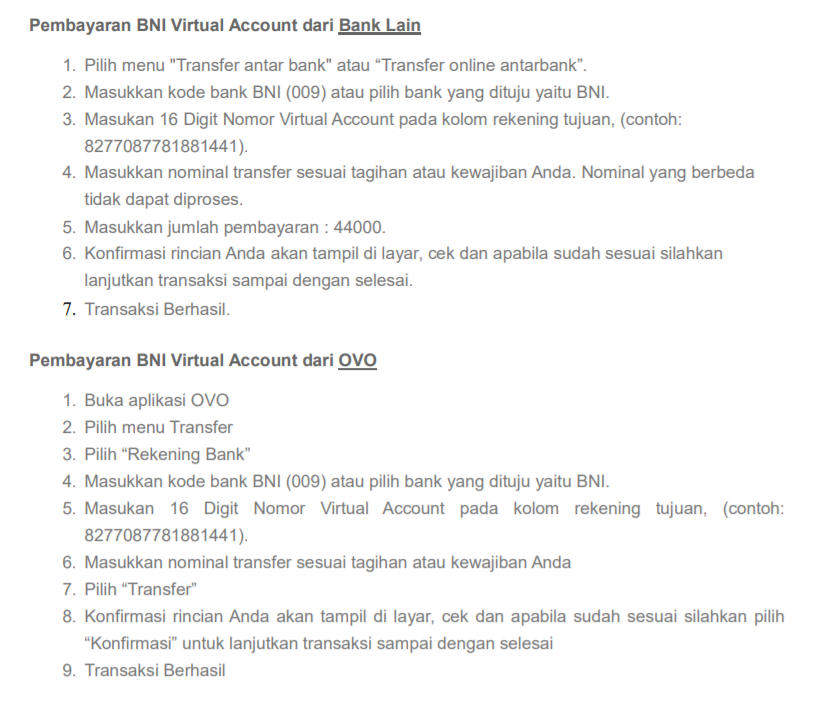 Pembayaran BNI Virtual Account dari Bank Lain
1. Pilih menu "Transfer antar bank" atau “Transfer online antarbank”.
2. Masukkan kode bank BNI (009) atau pilih bank yang dituju yaitu BNI.
3. Masukan 16 Digit Nomor Virtual Account pada kolom rekening tujuan, (contoh:
8277087781881441).
4. Masukkan nominal transfer sesuai tagihan atau kewajiban Anda. Nominal yang berbeda
tidak dapat diproses.
5. Masukkan jumlah pembayaran : 44000.
6. Konfirmasi rincian Anda akan tampil di layar, cek dan apabila sudah sesuai silahkan
lanjutkan transaksi sampai dengan selesai.
7. Transaksi Berhasil.
Pembayaran BNI Virtual Account dari OVO
1. Buka aplikasi OVO
2. Pilih menu Transfer
3. Pilih “Rekening Bank”
4. Masukkan kode bank BNI (009) atau pilih bank yang dituju yaitu BNI.
5. Masukan 16 Digit Nomor Virtual Account pada kolom rekening tujuan, (contoh:
8277087781881441).
6. Masukkan nominal transfer sesuai tagihan atau kewajiban Anda
7. Pilih “Transfer”
8. Konfirmasi rincian Anda akan tampil di layar, cek dan apabila sudah sesuai silahkan pilih
“Konfirmasi” untuk lanjutkan transaksi sampai dengan selesai
9. Transaksi Berhasil